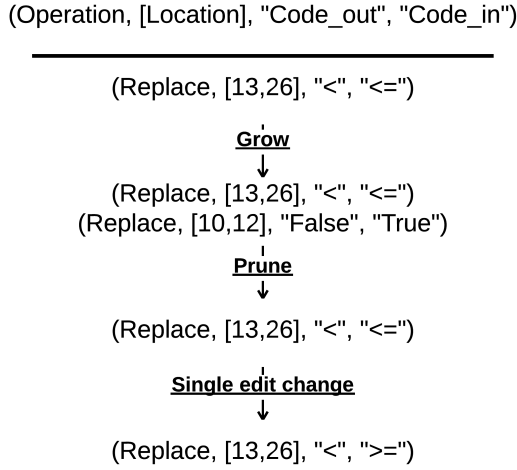 (Operation, [Location], "Code_out", "Code_in")
(Replace, [13,26], "<", "<=")
Grow
(Replace, [13,26], "<", "<=")
(Replace, [10,12], "False", "True")
Prune
(Replace, [13,26], "<", "<=")
Single edit change
(Replace, [13,26], "<", ">=")